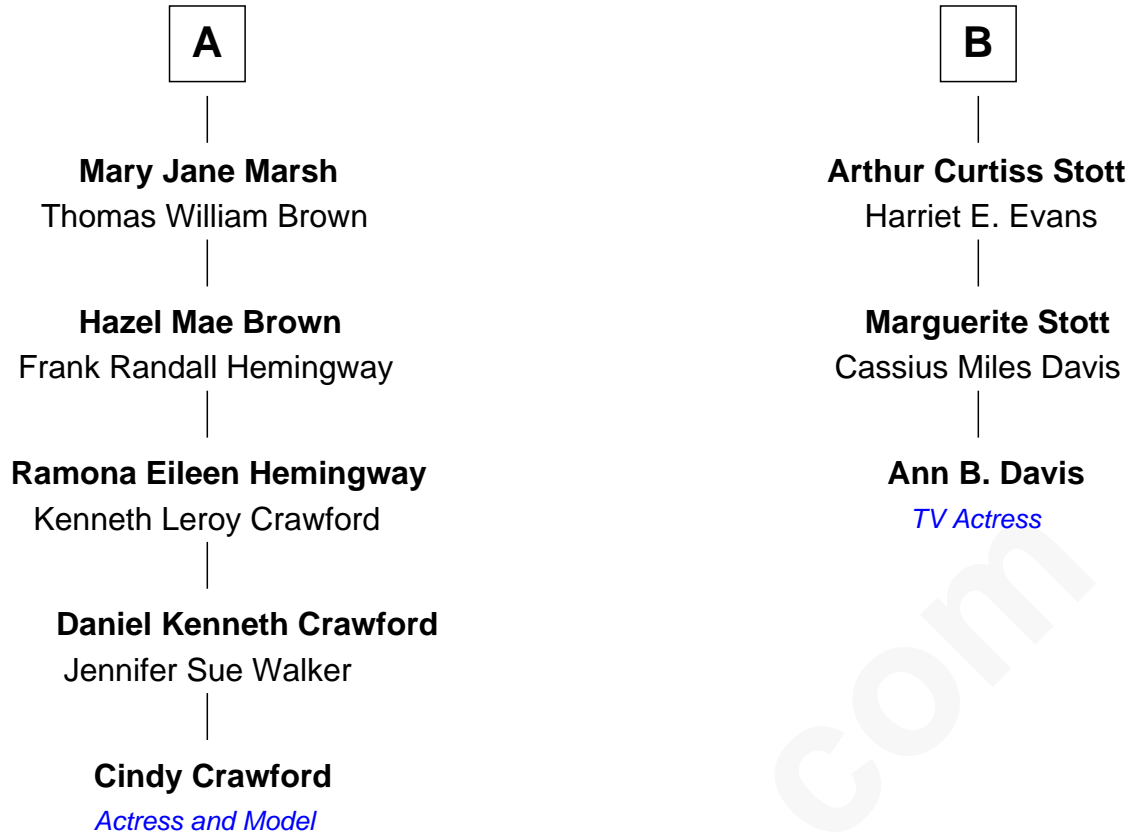 A
Mary Jane Marsh
Thomas William Brown
Hazel Mae Brown
Frank Randall Hemingway
Ramona Eileen Hemingway
Kenneth Leroy Crawford
Daniel Kenneth Crawford
Jennifer Sue Walker
Cindy Crawford
Actress and Model
B
Arthur Curtiss Stott
Harriet E. Evans
Marguerite Stott
Cassius Miles Davis
Ann B. Davis
TV Actress
com